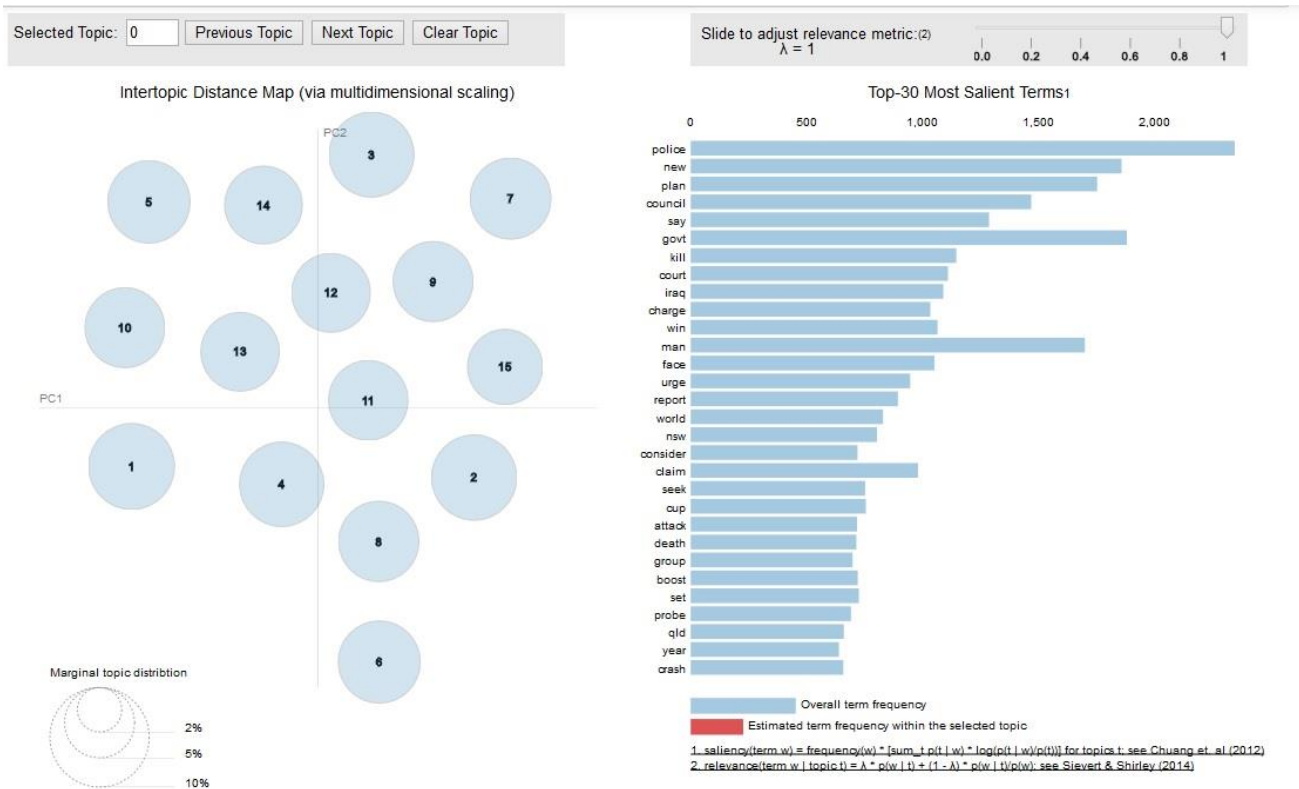 Selected Topic: 0 Previous Topic Next Topic Clear Topic
Slide to adjust relevance metric:(2)
λ = 1
0.0 0.2 0.4 0.6 0.8 1
Intertopic Distance Map (via multidimensional scaling)
PC2
3
5
14
7
12
9
10
13
15
11
PC1
1
4
2
8
6
Marginal topic distribtion
2%
5%
10%
Top-30 Most Salient Terms1
0 500 1,000 1,500 2,000
police
new
plan
council
say
govt
kill
court
iraq
charge
win
man
face
urge
report
world
nsw
consider
claim
seek
cup
attack
death
group
boost
set
probe
qld
year
crash
Overall term frequency
Estimated term frequency within the selected topic
1. saliency(term w) = frequency(w) * [sum_t p(t | w) * log(p(t | w)/p(t))] for topics t; see Chuang et. al (2012)
2. relevance(term w | topic t) = λ * p(w | t) + (1 - λ) * p(w | t)/p(w); see Sievert & Shirley (2014)